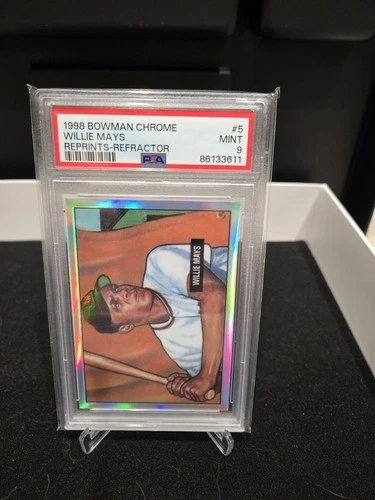 1998 BOWMAN CHROME #5
WILLIE MAYS MINT
REPRINTS-REFRACTOR 9
PSA 86133611
WILLIE MAYS